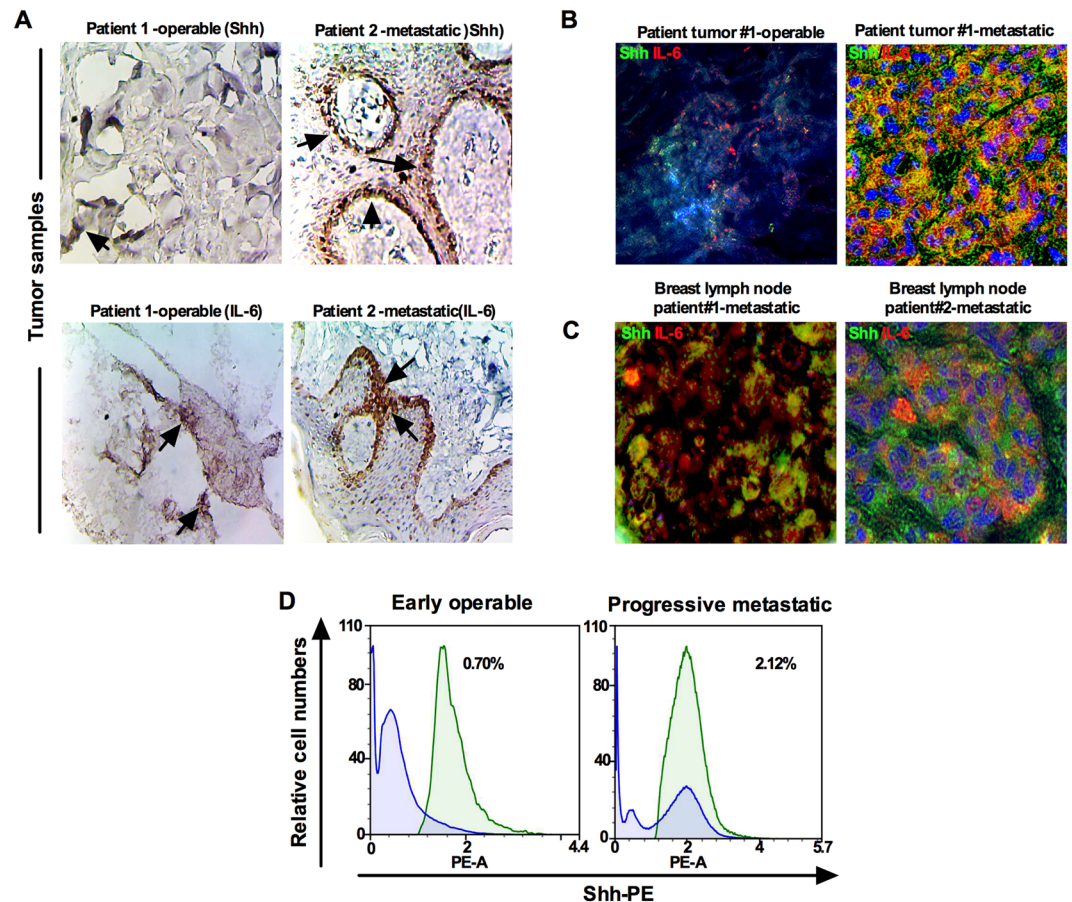 A
Patient 1 -operable (Shh)
Patient 2 -metastatic )Shh)
Tumor samples
Patient 1-operable (IL-6)
Patient 2 -metastatic(IL-6)
B
Patient tumor #1-operable
Patient tumor #1-metastatic
Shh IL-6
Shh IL-6
Breast lymph node
patient#1-metastatic
Breast lymph node
patient#2-metastatic
C
Shh IL-6
Shh IL-6
D
Early operable
Progressive metastatic
Relative cell numbers
110
80
40
0
0.70%
0
2
4.4
PE-A
110
80
40
0
2.12%
0
2
4
5.7
PE-A
Shh-PE